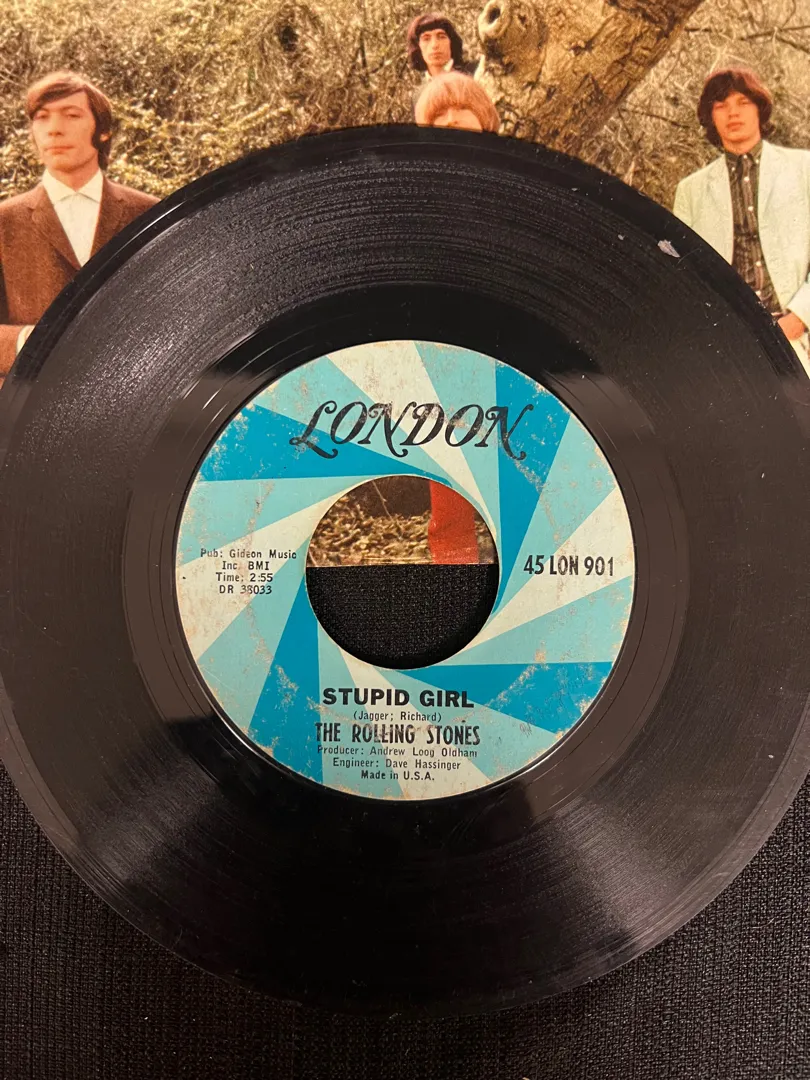 LONDON
Pub: Gideon Music
Inc. BMI
Time: 2:55
DR 38033
45 LON 901
STUPID GIRL
(Jagger; Richard)
THE ROLLING STONES
Producer: Andrew Loog Oldham
Engineer: Dave Hassinger
Made in U.S.A.